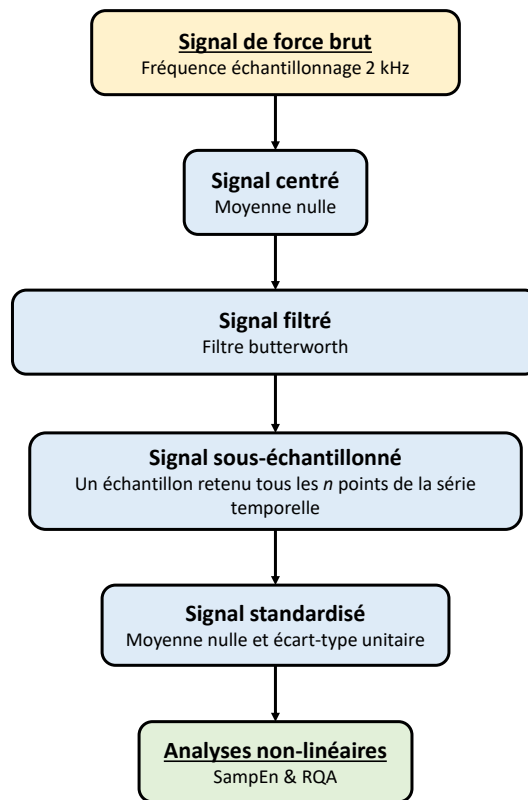 Signal de force brut
Fréquence échantillonnage 2 kHz
Signal centré
Moyenne nulle
Signal filtré
Filtre butterworth
Signal sous-échantillonné
Un échantillon retenu tous les n points de la série
temporelle
Signal standardisé
Moyenne nulle et écart-type unitaire
Analyses non-linéaires
SampEn & RQA